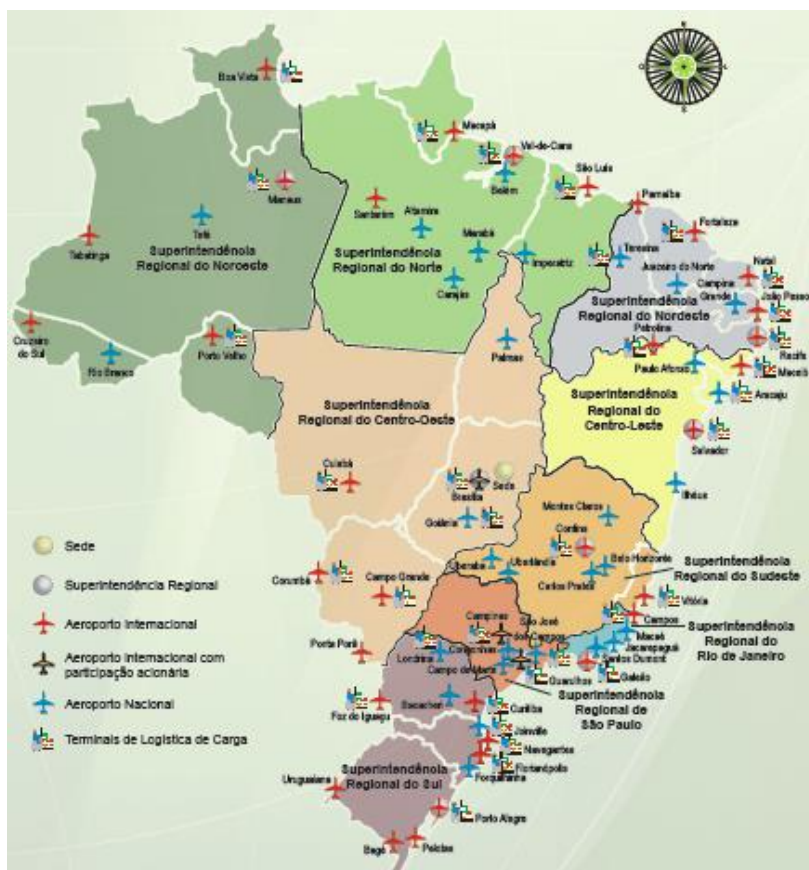 Boa Vista
Macapá
Val-de-Cans
Belém
São Luís
Parnaíba
Fortaleza
Manaus
Santarém
Altamira
Tefé
Tabatinga
Superintendência
Regional do Noroeste
Superintendência
Regional do Norte
Marabá
Imperatriz
Carajás
Teresina
Juazeiro do Norte
Natal
Campina
Grande
João Pessoa
Superintendência
Regional do Nordeste
Petrolina
Recife
Cruzeiro
do Sul
Rio Branco
Porto Velho
Palmas
Paulo Afonso
Maceió
Aracaju
Superintendência
Regional do Centro-Oeste
Superintendência
Regional do
Centro-Leste
Salvador
Cuiabá
Brasília
Sede
Goiânia
Ilhéus
Montes Claros
Confins
Uberaba
Uberlândia
Belo Horizonte
Carlos Prates
Superintendência
Regional do Sudeste
Corumbá
Campo Grande
Vitória
Campos
Superintendência
Regional do
Rio de Janeiro
Macaé
Jacarepaguá
Santos Dumont
Galeão
Campinas
São José
dos Campos
Congonhas
Campo de Marte
Guarulhos
Superintendência
Regional de
São Paulo
Ponta Porã
Londrina
Bacacheri
Curitiba
Foz do Iguaçu
Joinville
Navegantes
Florianópolis
Forquilhinha
Superintendência
Regional do Sul
Uruguaiana
Porto Alegre
Bagé
Pelotas
Sede
Superintendência Regional
Aeroporto Internacional
Aeroporto Internacional com
participação acionária
Aeroporto Nacional
Terminais de Logística de Carga